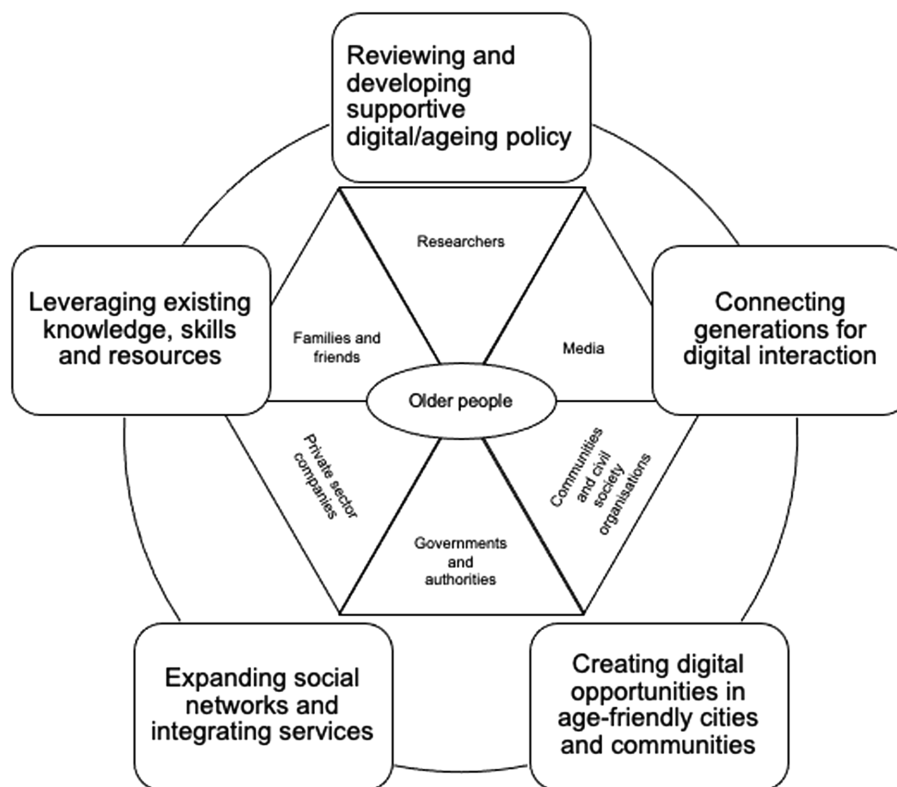 Reviewing and
developing
supportive
digital/ageing policy
Researchers
Leveraging existing
knowledge, skills
and resources
Connecting
generations for
digital interaction
Families and
friends
Media
Older people
Private sector
companies
Communities
and civil
society
organisations
Governments
and
authorities
Expanding social
networks and
integrating services
Creating digital
opportunities in
age-friendly cities
and communities